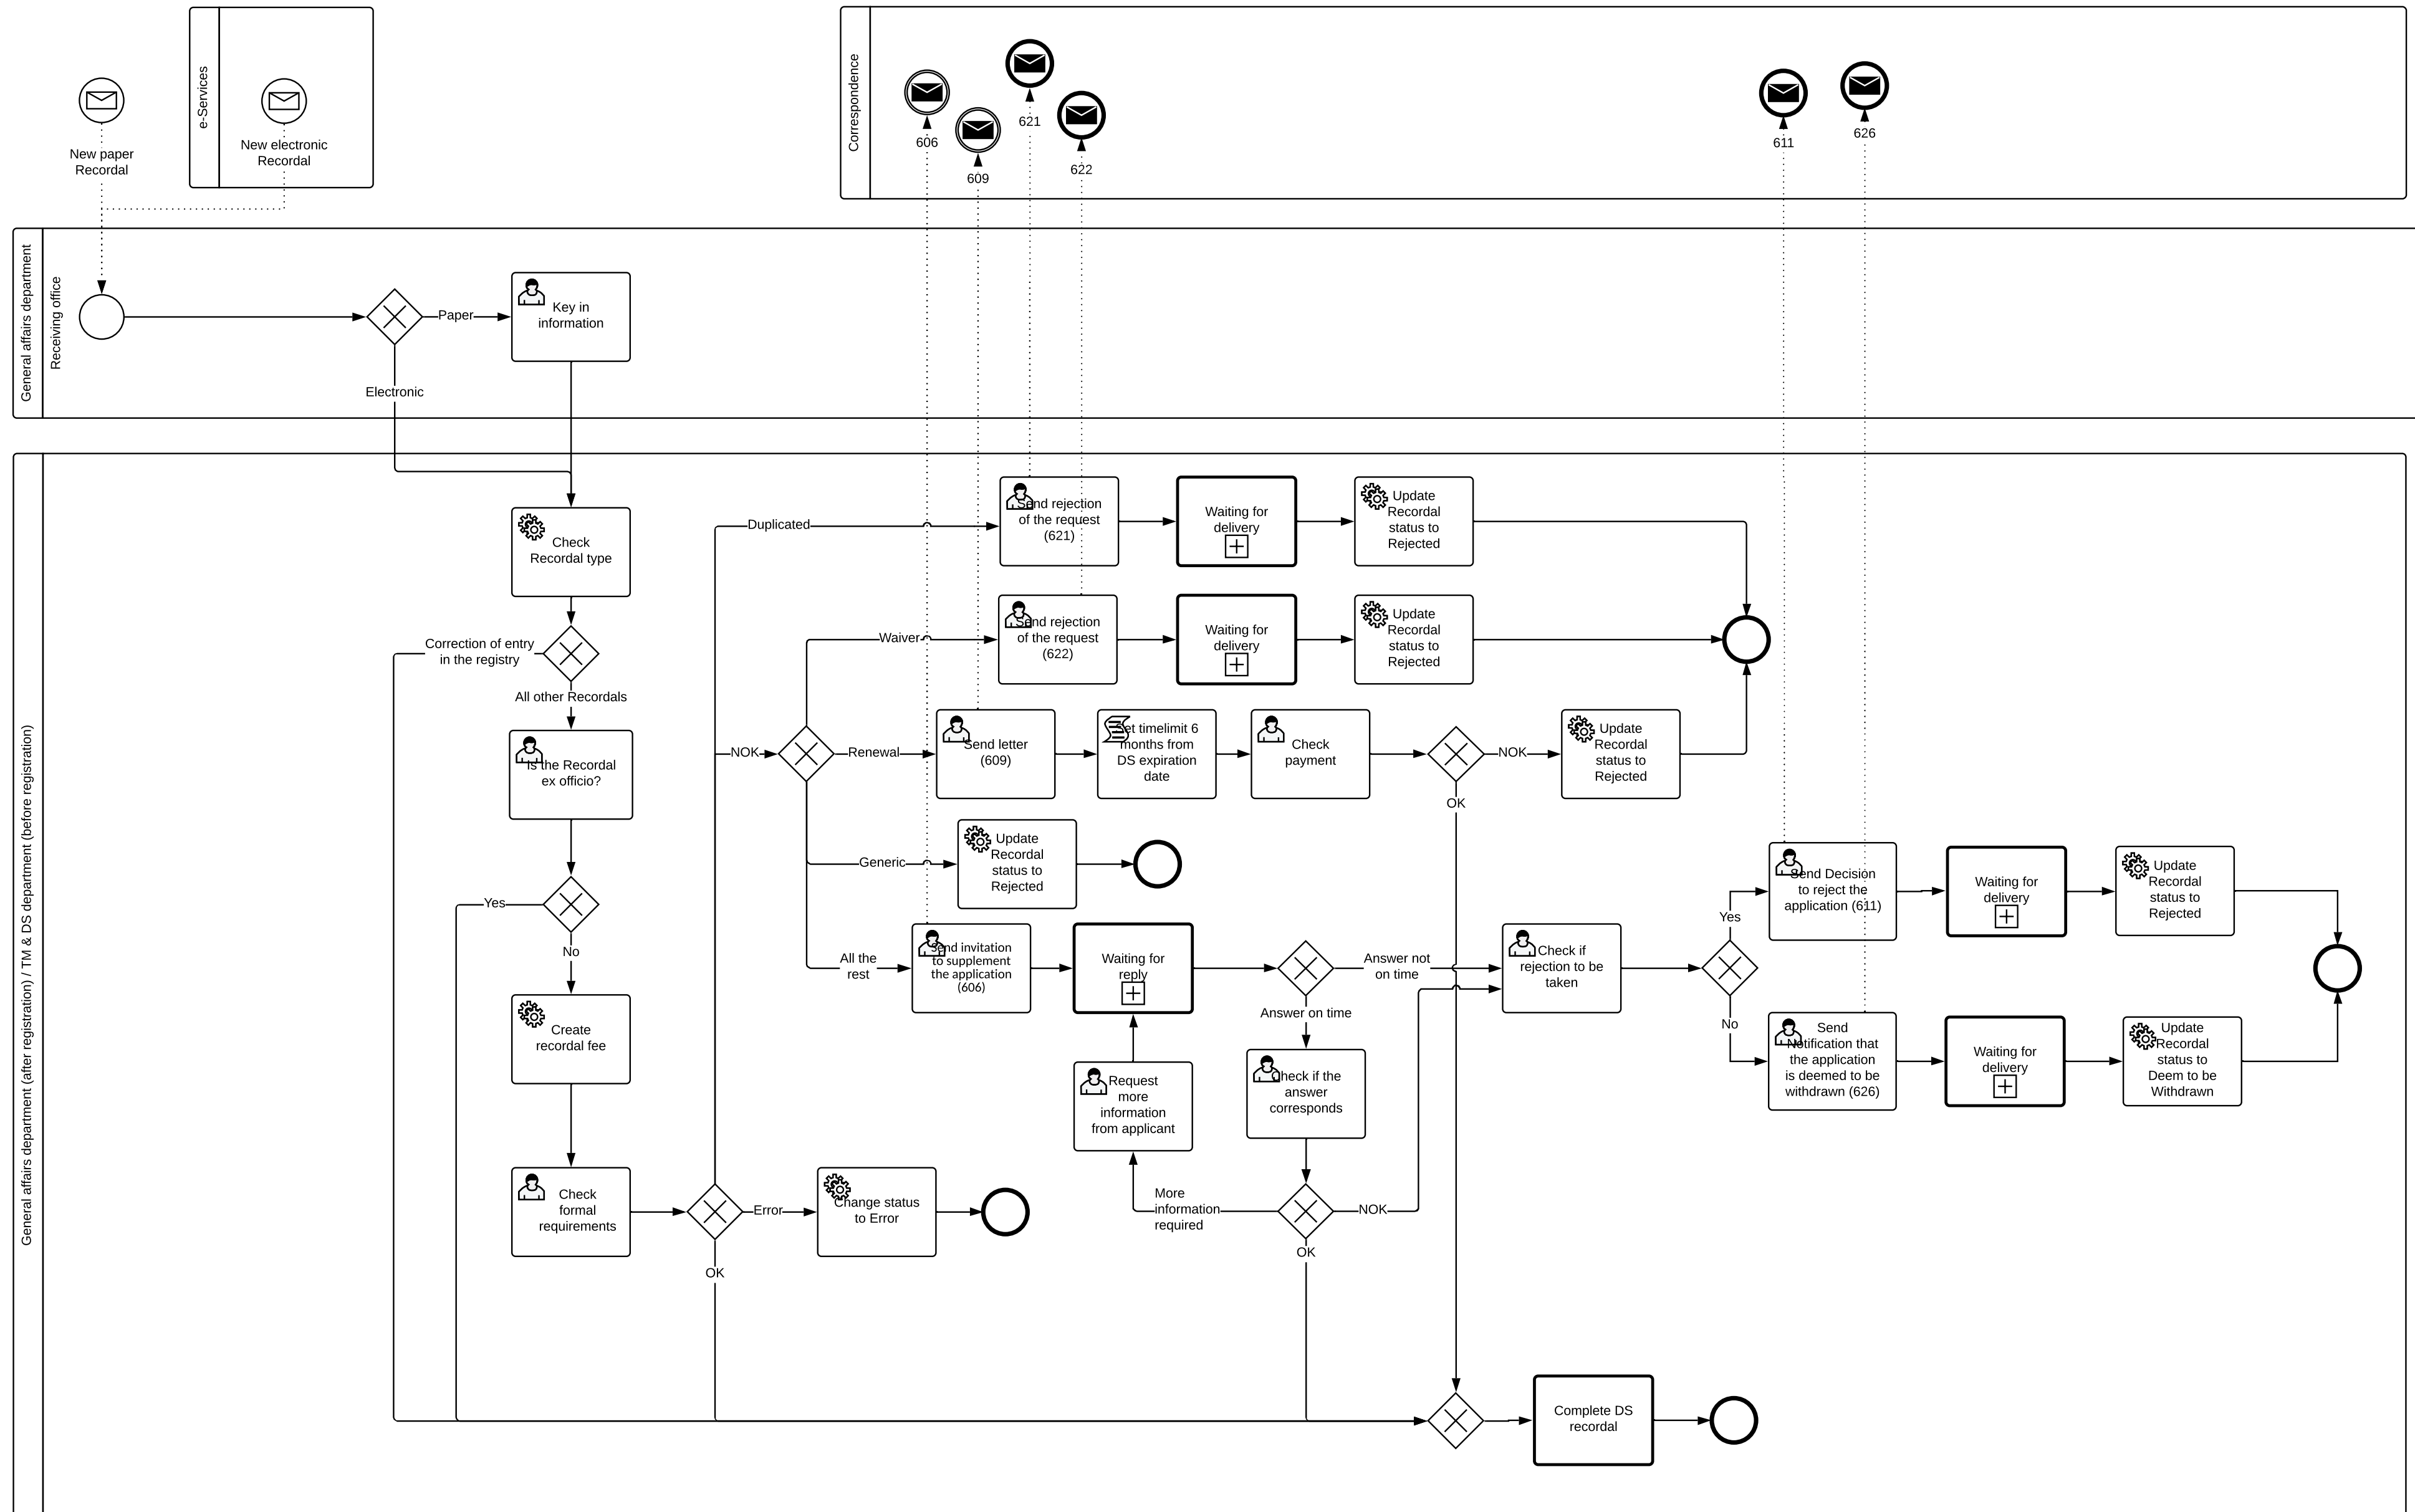 e-Services
New paper
Recordal
New electronic
Recordal
Correspondence
606
609
621
622
611
626
General affairs department
Receiving office
Paper
Key in
information
Electronic
General affairs department (after registration) / TM & DS department (before registration)
Check
Recordal type
Correction of entry
in the registry
All other Recordals
Is the Recordal
ex officio?
Yes
No
Create
recordal fee
Check
formal
requirements
Duplicated
Send rejection
of the request
(621)
Waiting for
delivery
Update
Recordal
status to
Rejected
Waiver
Send rejection
of the request
(622)
Waiting for
delivery
Update
Recordal
status to
Rejected
NOK
Renewal
Send letter
(609)
Set timelimit 6
months from
DS expiration
date
Check
payment
NOK
Update
Recordal
status to
Rejected
OK
Generic
Update
Recordal
status to
Rejected
All the
rest
Send invitation
to supplement
the application
(606)
Waiting for
reply
Answer not
on time
Answer on time
Check if
rejection to be
taken
Yes
Send Decision
to reject the
application (611)
Waiting for
delivery
Update
Recordal
status to
Rejected
No
Send
Notification that
the application
is deemed to be
withdrawn (626)
Waiting for
delivery
Update
Recordal
status to
Deem to be
Withdrawn
Request
more
information
from applicant
Check if the
answer
corresponds
Error
Change status
to Error
More
information
required
NOK
OK
OK
Complete DS
recordal